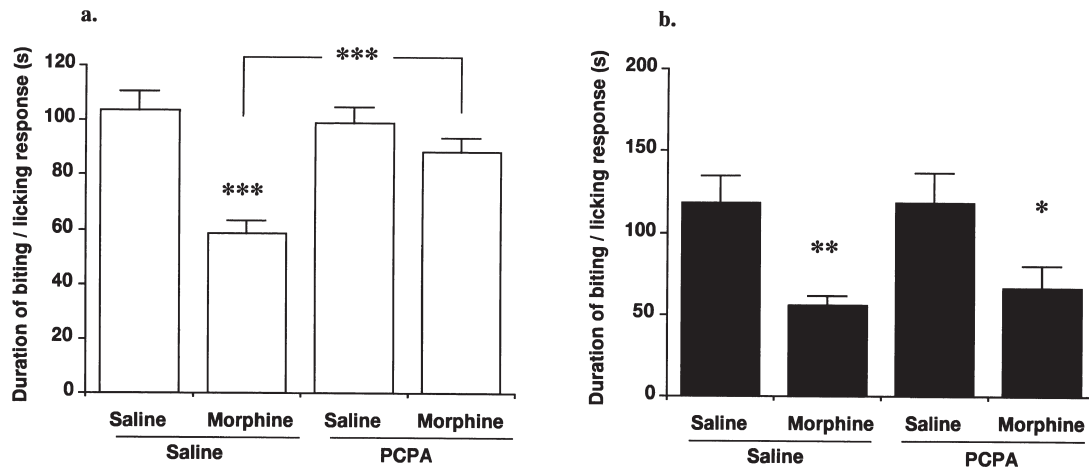 a.
Duration of biting / licking response (s)
120
100
80
60
40
20
0
***
***
Saline Morphine Saline Morphine
Saline PCPA
b.
Duration of biting / licking response (s)
200
150
100
50
0
**
*
Saline Morphine Saline Morphine
Saline PCPA